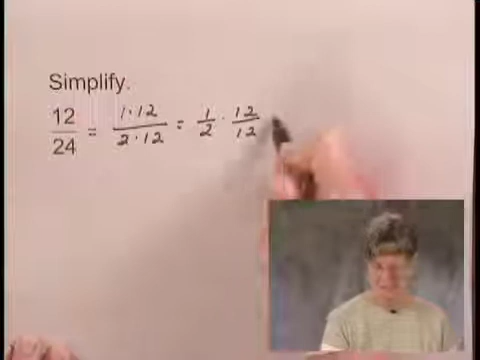 Simplify.
12/24 = 1·12/2·12 = 1/2 · 12/12